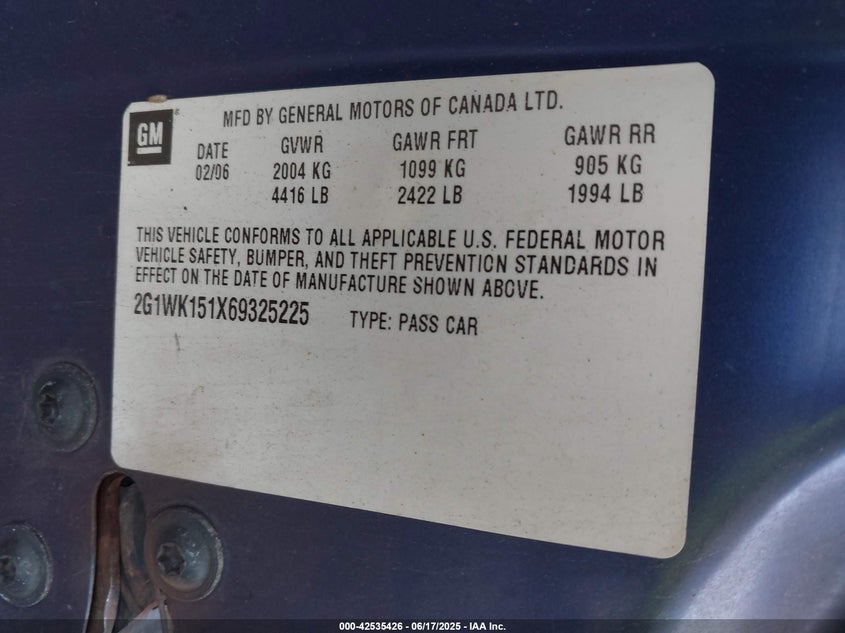 GM
MFD BY GENERAL MOTORS OF CANADA LTD.
DATE GVWR GAWR FRT GAWR RR
02/06 2004 KG 1099 KG 905 KG
4416 LB 2422 LB 1994 LB
THIS VEHICLE CONFORMS TO ALL APPLICABLE U.S. FEDERAL MOTOR
VEHICLE SAFETY, BUMPER, AND THEFT PREVENTION STANDARDS IN
EFFECT ON THE DATE OF MANUFACTURE SHOWN ABOVE.
2G1WK151X69325225 TYPE: PASS CAR
000-42535426 - 06/17/2025 - IAA Inc.